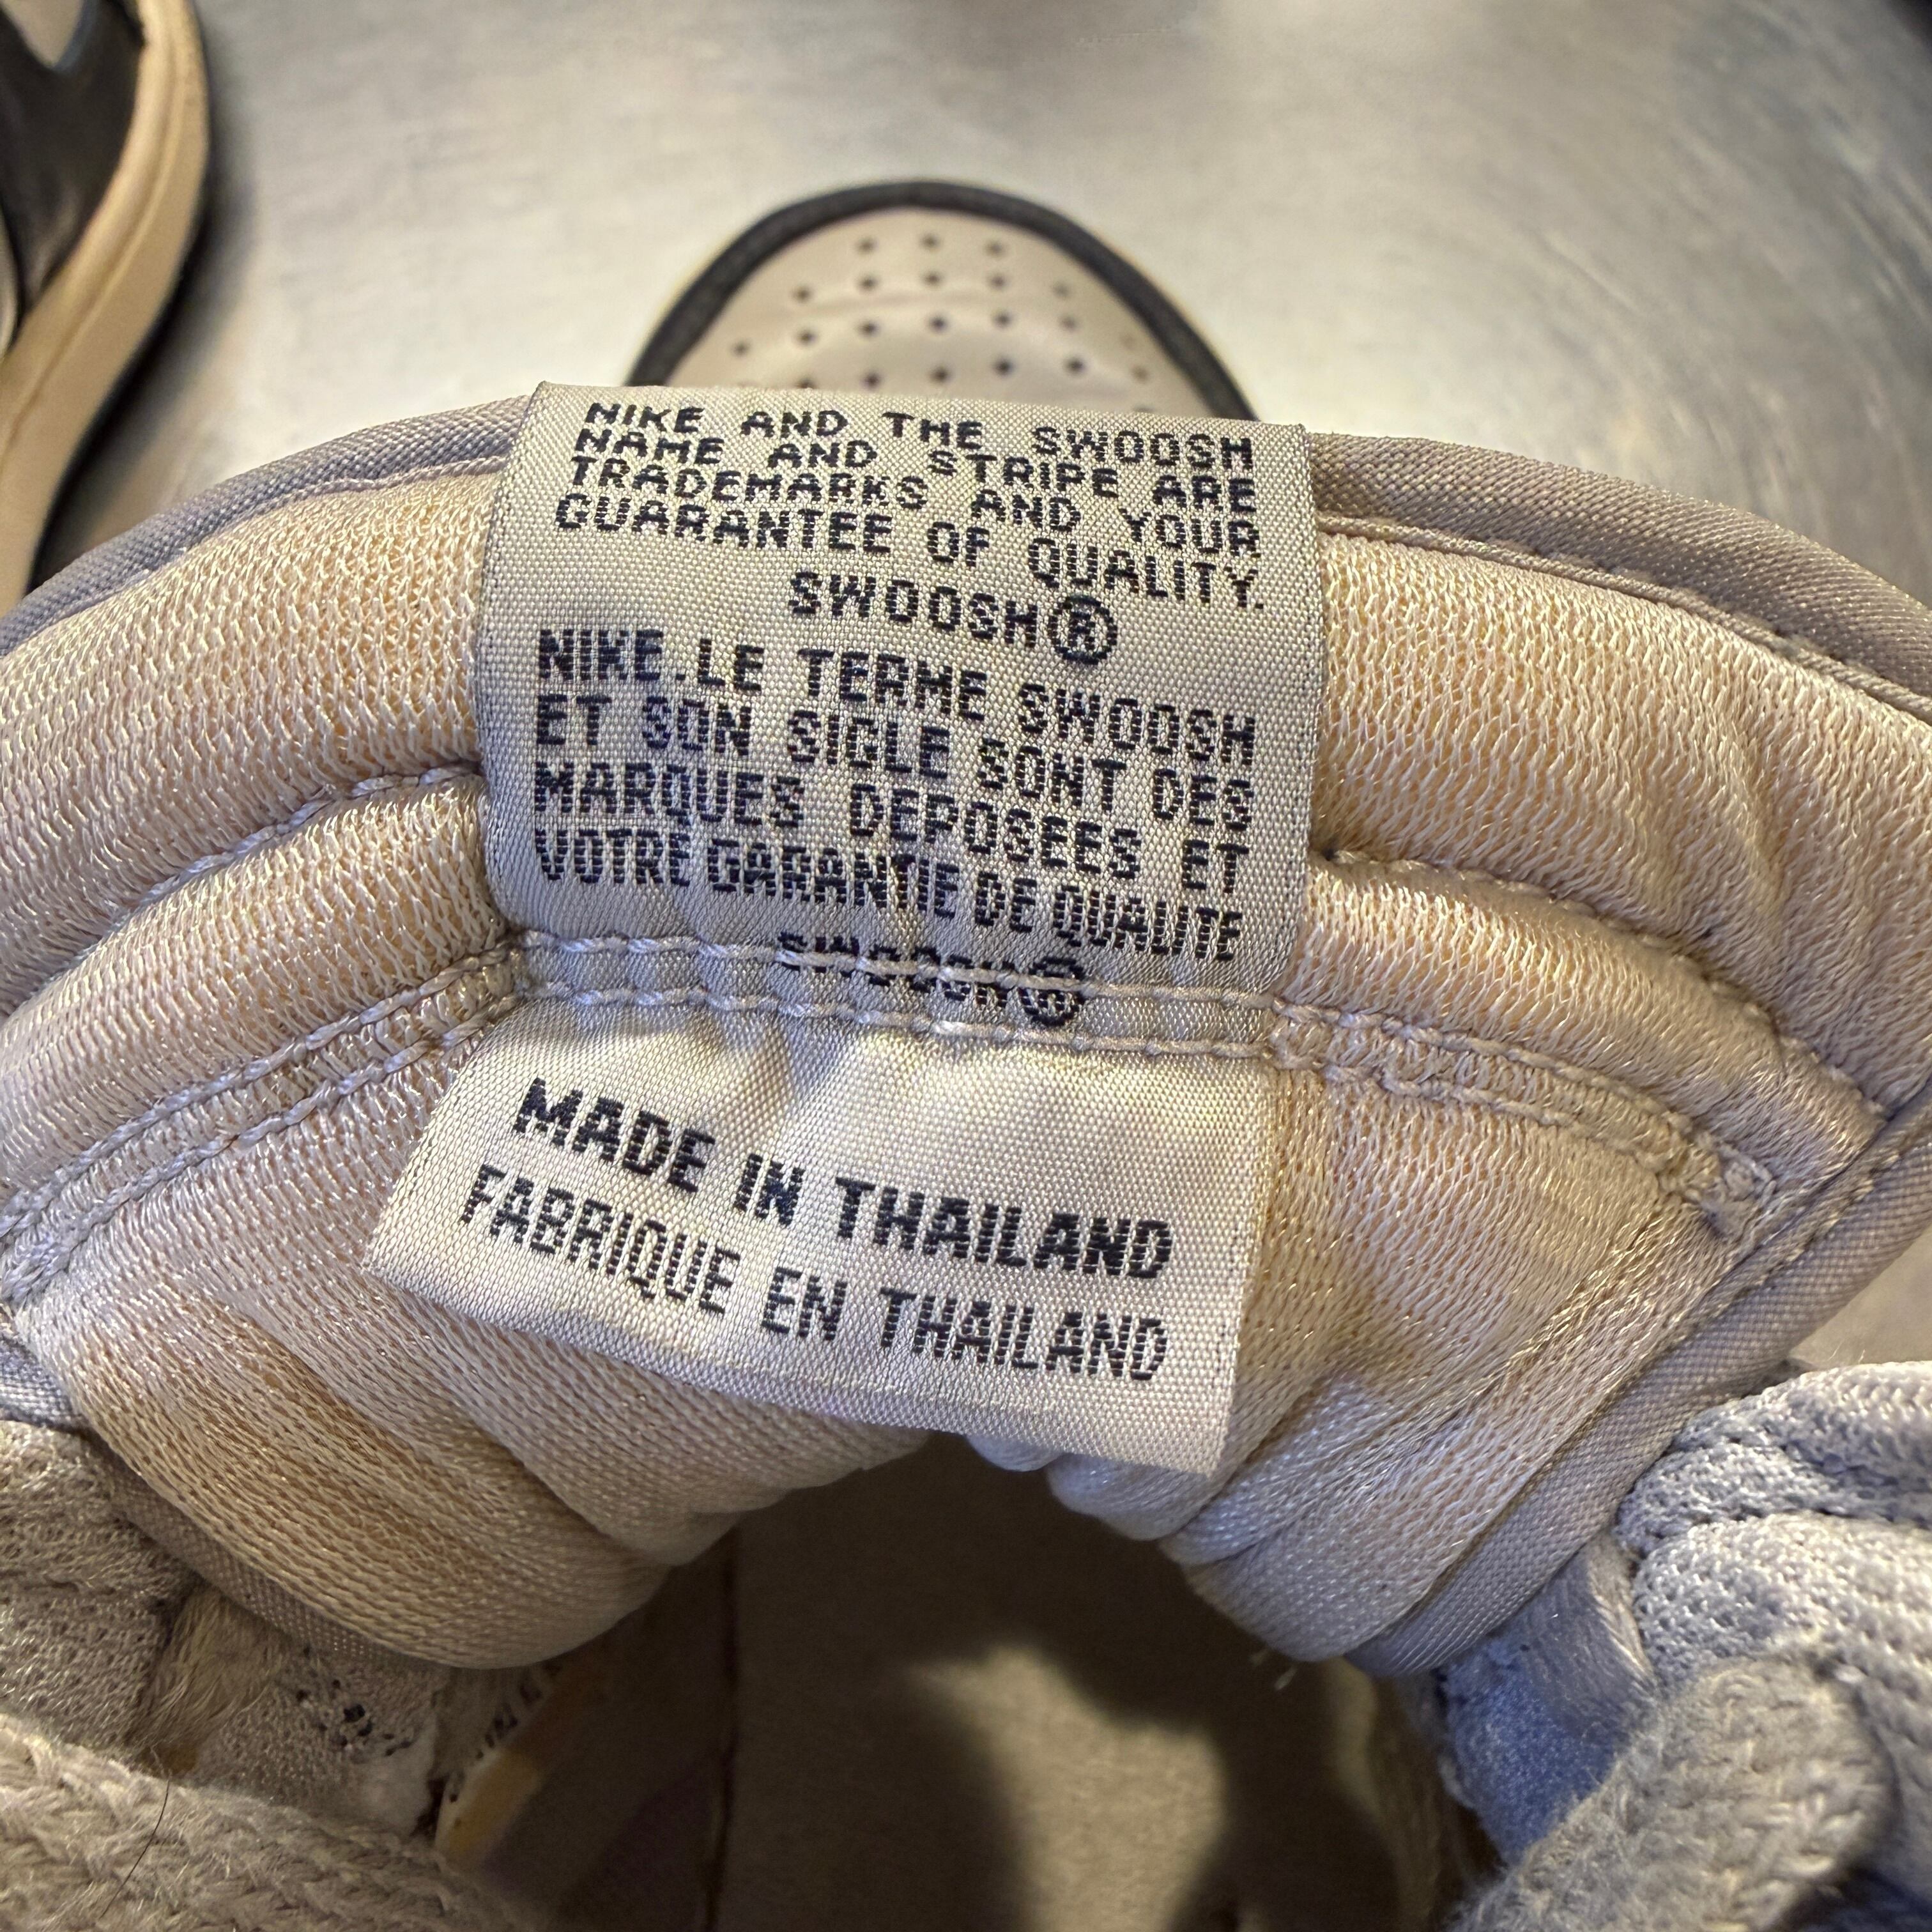 NIKE AND THE SWOOSH
NAME AND STRIPE ARE
TRADEMARKS AND YOUR
GUARANTEE OF QUALITY.
SWOOSH®
NIKE.LE TERME SWOOSH
ET SON SIGLE SONT DES
MARQUES DEPOSEES ET
VOTRE GARANTIE DE QUALITE
SWOOSH®
MADE IN THAILAND
FABRIQUE EN THAILAND